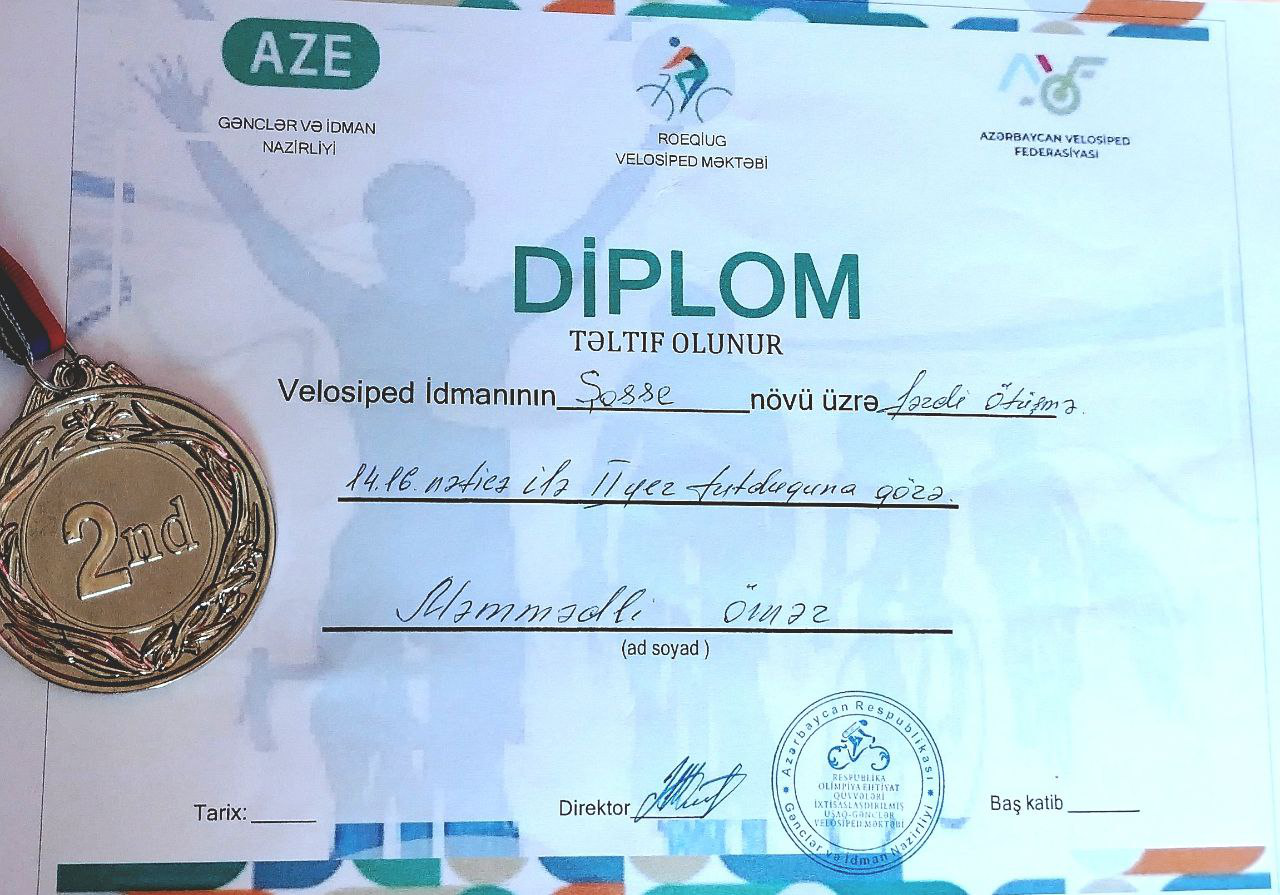 AZE
GƏNCLƏR VƏ İDMAN
NAZİRLİYİ
ROEQİUG
VELOSİPED MƏKTƏBİ
AZƏRBAYCAN VELOSİPED
FEDERASİYASI
DİPLOM
TƏLTIF OLUNUR
Velosiped İdmanının Şosse növü üzrə fərdi Ötüşmə.
14.16. nəticə ilə II yer tutduguna görə.
2nd
Məmmədli Ömər
(ad soyad )
Azərbaycan Respublikası
RESPUBLİKA
OLİMPİYA EHTİYAT
QÜVVƏLƏRİ
İXTİSASLAŞDIRILMIŞ
UŞAQ-GƏNCLƏR
VELOSİPED MƏKTƏBİ
Gənclər və İdman Nazirliyi
Tarix: Direktor Baş katib